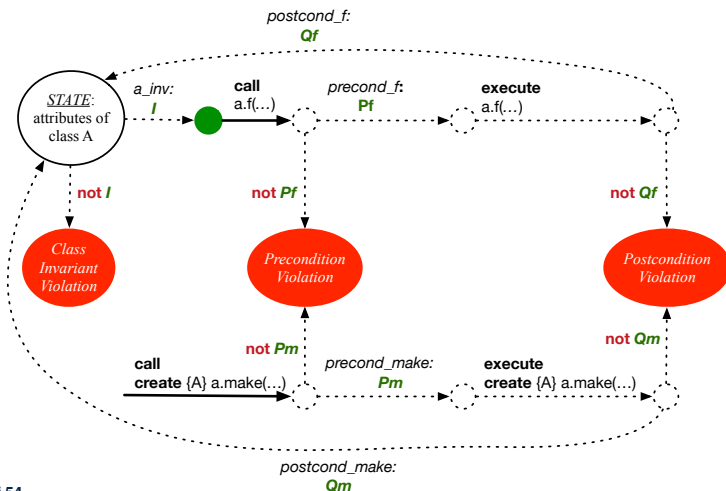 postcond_f:
Qf
STATE:
attributes of
class A
a_inv:
I
call
a.f(…)
precond_f:
Pf
execute
a.f(…)
not I
not Pf
not Qf
Class
Invariant
Violation
Precondition
Violation
Postcondition
Violation
not Pm
not Qm
call
create {A} a.make(…)
precond_make:
Pm
execute
create {A} a.make(…)
postcond_make:
Qm